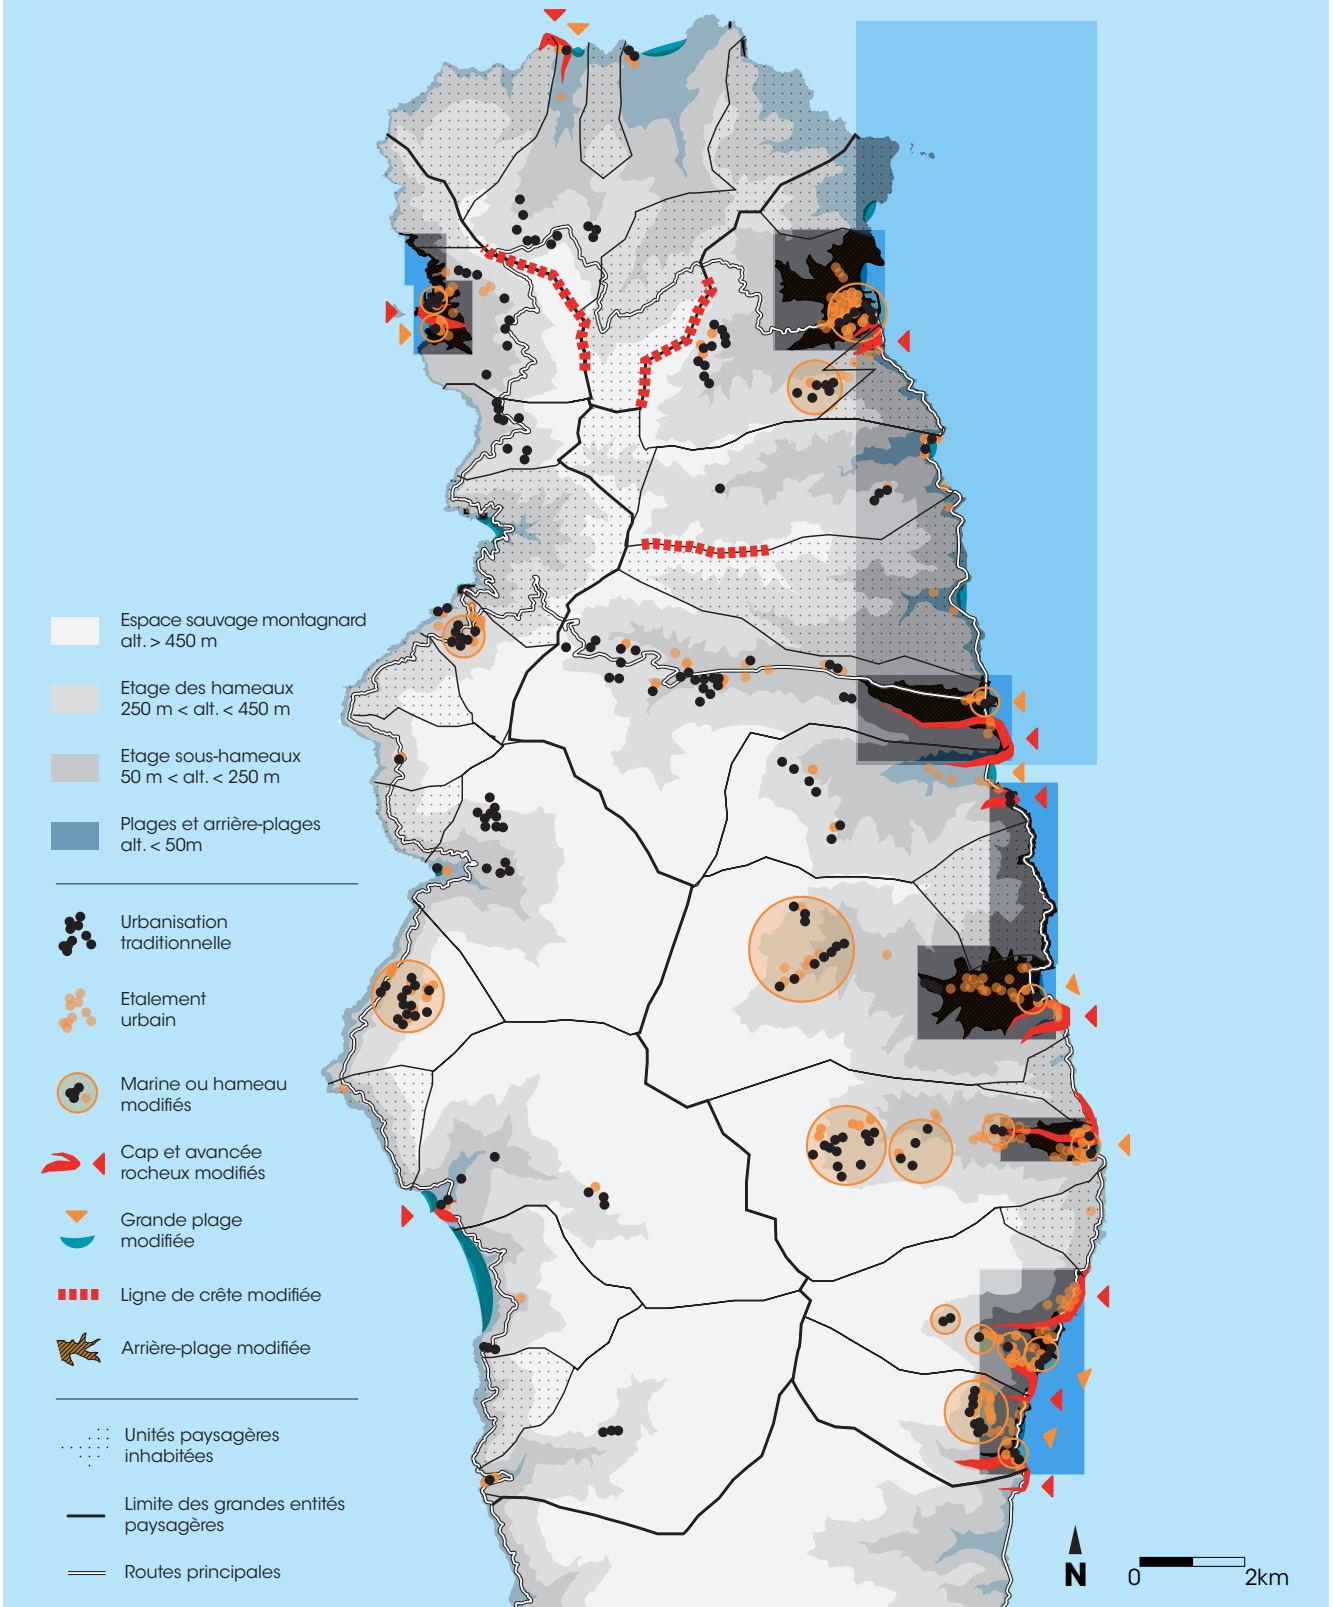 Espace sauvage montagnard
alt. > 450 m
Etage des hameaux
250 m < alt. < 450 m
Etage sous-hameaux
50 m < alt. < 250 m
Plages et arrière-plages
alt. < 50m
Urbanisation
traditionnelle
Etalement
urbain
Marine ou hameau
modifiés
Cap et avancée
rocheux modifiés
Grande plage
modifiée
Ligne de crête modifiée
Arrière-plage modifiée
Unités paysagères
inhabitées
Limite des grandes entités
paysagères
Routes principales
N
0 2km